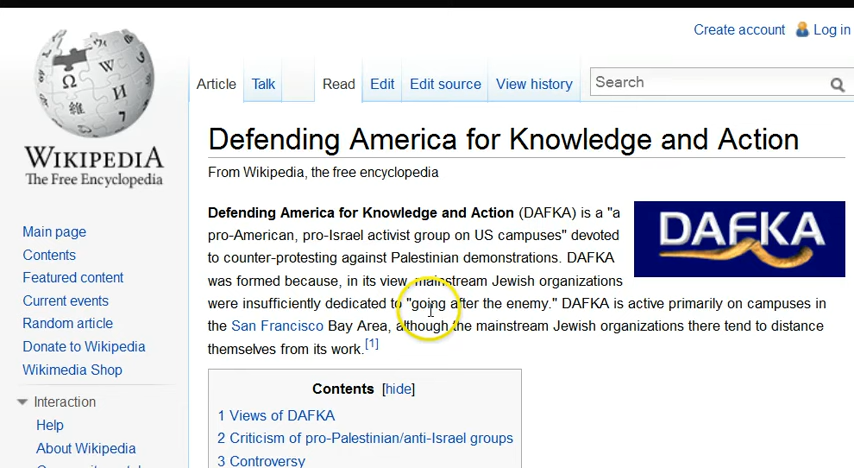 Create account Log in
Article Talk Read Edit Edit source View history Search
WIKIPEDIA
The Free Encyclopedia
Main page
Contents
Featured content
Current events
Random article
Donate to Wikipedia
Wikimedia Shop
Interaction
Help
About Wikipedia
Defending America for Knowledge and Action
From Wikipedia, the free encyclopedia
Defending America for Knowledge and Action (DAFKA) is a "a
pro-American, pro-Israel activist group on US campuses" devoted
to counter-protesting against Palestinian demonstrations. DAFKA
was formed because, in its view, mainstream Jewish organizations
were insufficiently dedicated to "going after the enemy." DAFKA is active primarily on campuses in
the San Francisco Bay Area, although the mainstream Jewish organizations there tend to distance
themselves from its work.[1]
DAFKA
Contents [hide]
1 Views of DAFKA
2 Criticism of pro-Palestinian/anti-Israel groups
3 Controversy